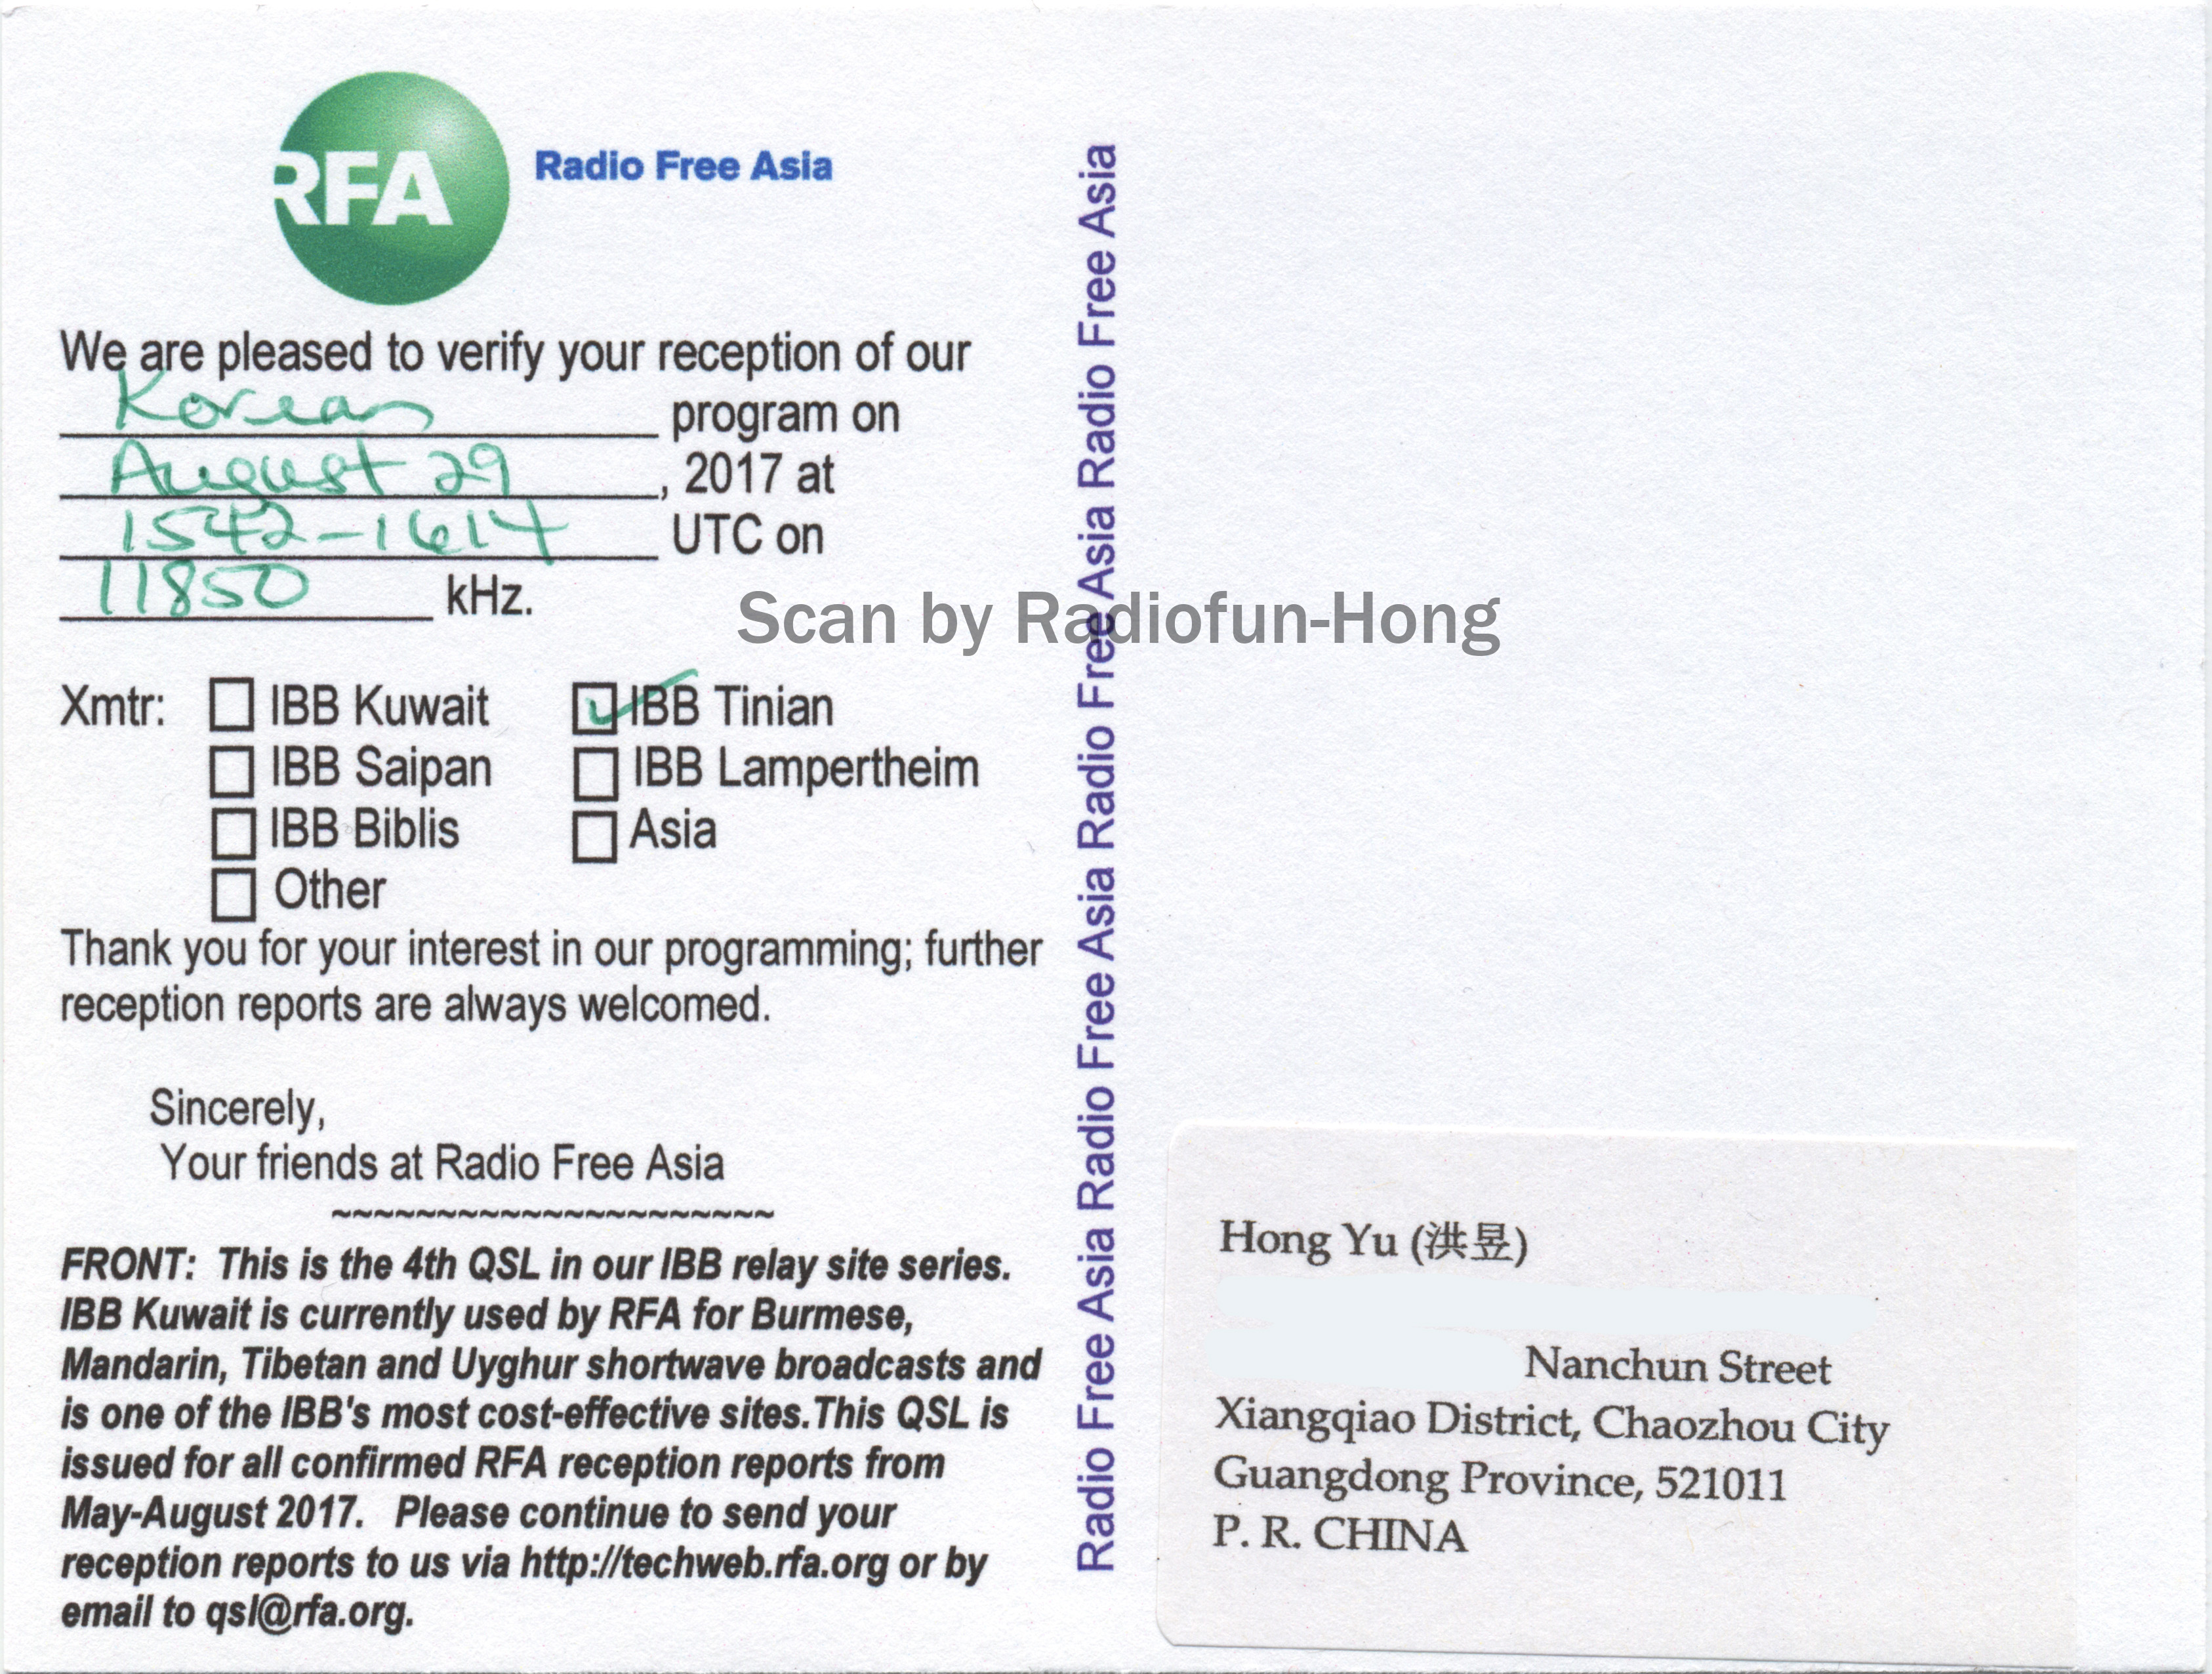 RFA
Radio Free Asia
We are pleased to verify your reception of our
Korean program on
August 29, 2017 at
1542-1614 UTC on
11850 kHz.
Scan by Radiofun-Hong
Xmtr: IBB Kuwait IBB Tinian
IBB Saipan IBB Lampertheim
IBB Biblis Asia
Other
Thank you for your interest in our programming; further
reception reports are always welcomed.
Sincerely,
Your friends at Radio Free Asia
~~~~~~~~~~~~~~~~~~~~~
FRONT: This is the 4th QSL in our IBB relay site series.
IBB Kuwait is currently used by RFA for Burmese,
Mandarin, Tibetan and Uyghur shortwave broadcasts and
is one of the IBB's most cost-effective sites.This QSL is
issued for all confirmed RFA reception reports from
May-August 2017. Please continue to send your
reception reports to us via http://techweb.rfa.org or by
email to qsl@rfa.org.
Radio Free Asia Radio Free Asia Radio Free Asia Radio Free Asia
Hong Yu (洪昱)
Nanchun Street
Xiangqiao District, Chaozhou City
Guangdong Province, 521011
P. R. CHINA